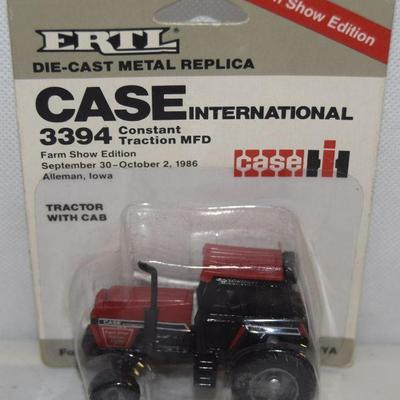 ERTL
Show Edition
DIE-CAST METAL REPLICA
CASE INTERNATIONAL
3394 Constant Traction MFD
Farm Show Edition
September 30-October 2, 1986
Alleman, Iowa
case IH
TRACTOR
WITH CAB
CASE